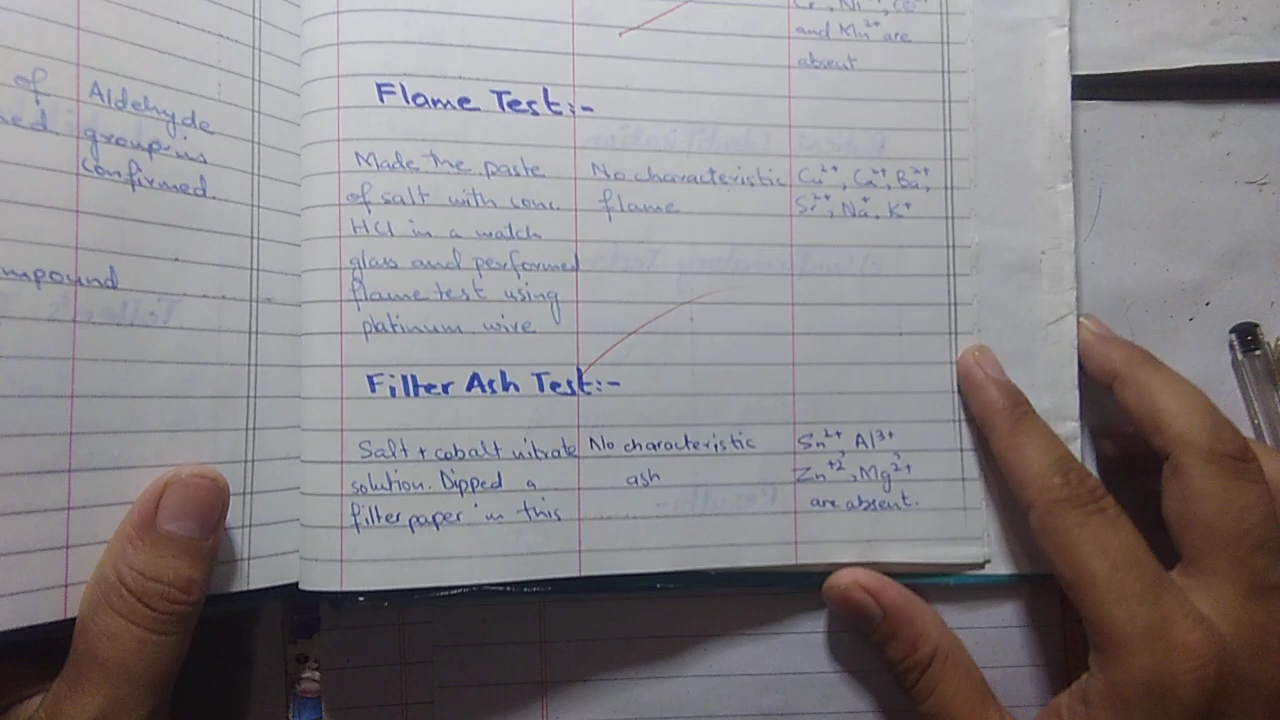 of Aldehyde
group is
confirmed.
mpound
and Mn²⁺ are
absent
Flame Test:-
Made the paste
of salt with conc
HCl in a watch
glass and performed
flame test using
platinum wire
No characteristic
flame
Cu²⁺, Ca²⁺, Ba²⁺,
Sr²⁺, Na⁺, K⁺
Filter Ash Test:-
Salt + cobalt nitrate
solution. Dipped a
filter paper in this
No characteristic
ash
Sn²⁺ Al³⁺
Zn⁺², Mg²⁺
are absent.